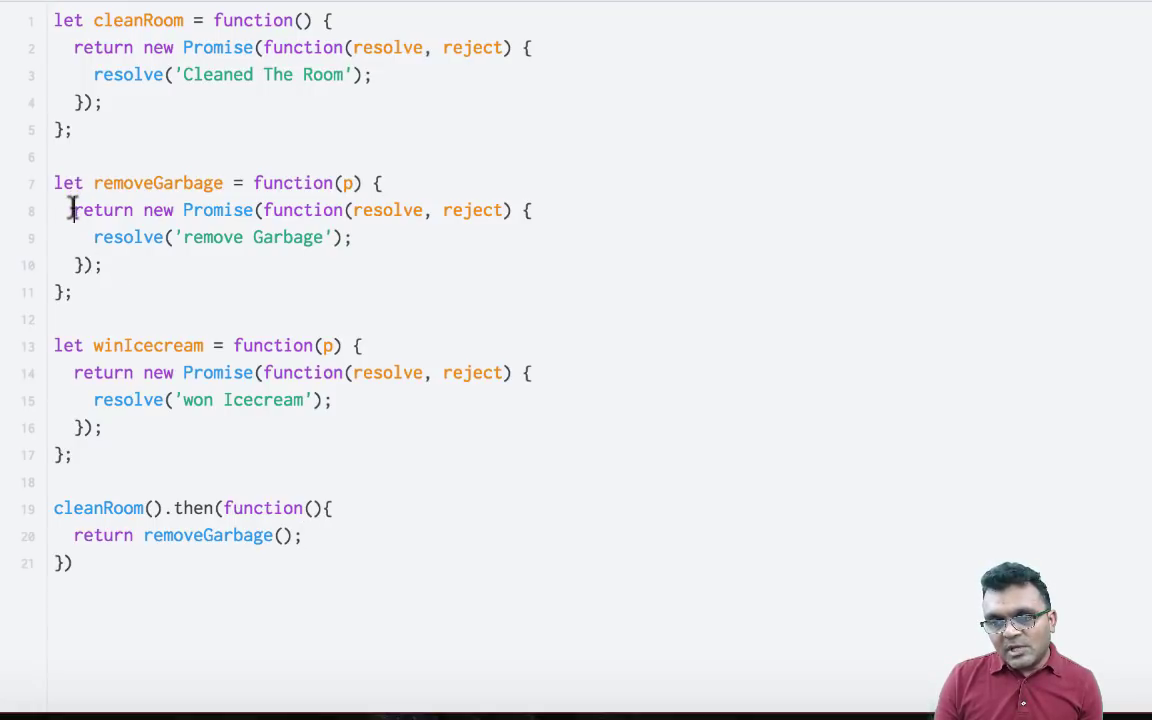 1 let cleanRoom = function() {
2 return new Promise(function(resolve, reject) {
3 resolve('Cleaned The Room');
4 });
5 };
6
7 let removeGarbage = function(p) {
8 return new Promise(function(resolve, reject) {
9 resolve('remove Garbage');
10 });
11 };
12
13 let winIcecream = function(p) {
14 return new Promise(function(resolve, reject) {
15 resolve('won Icecream');
16 });
17 };
18
19 cleanRoom().then(function(){
20 return removeGarbage();
21 })